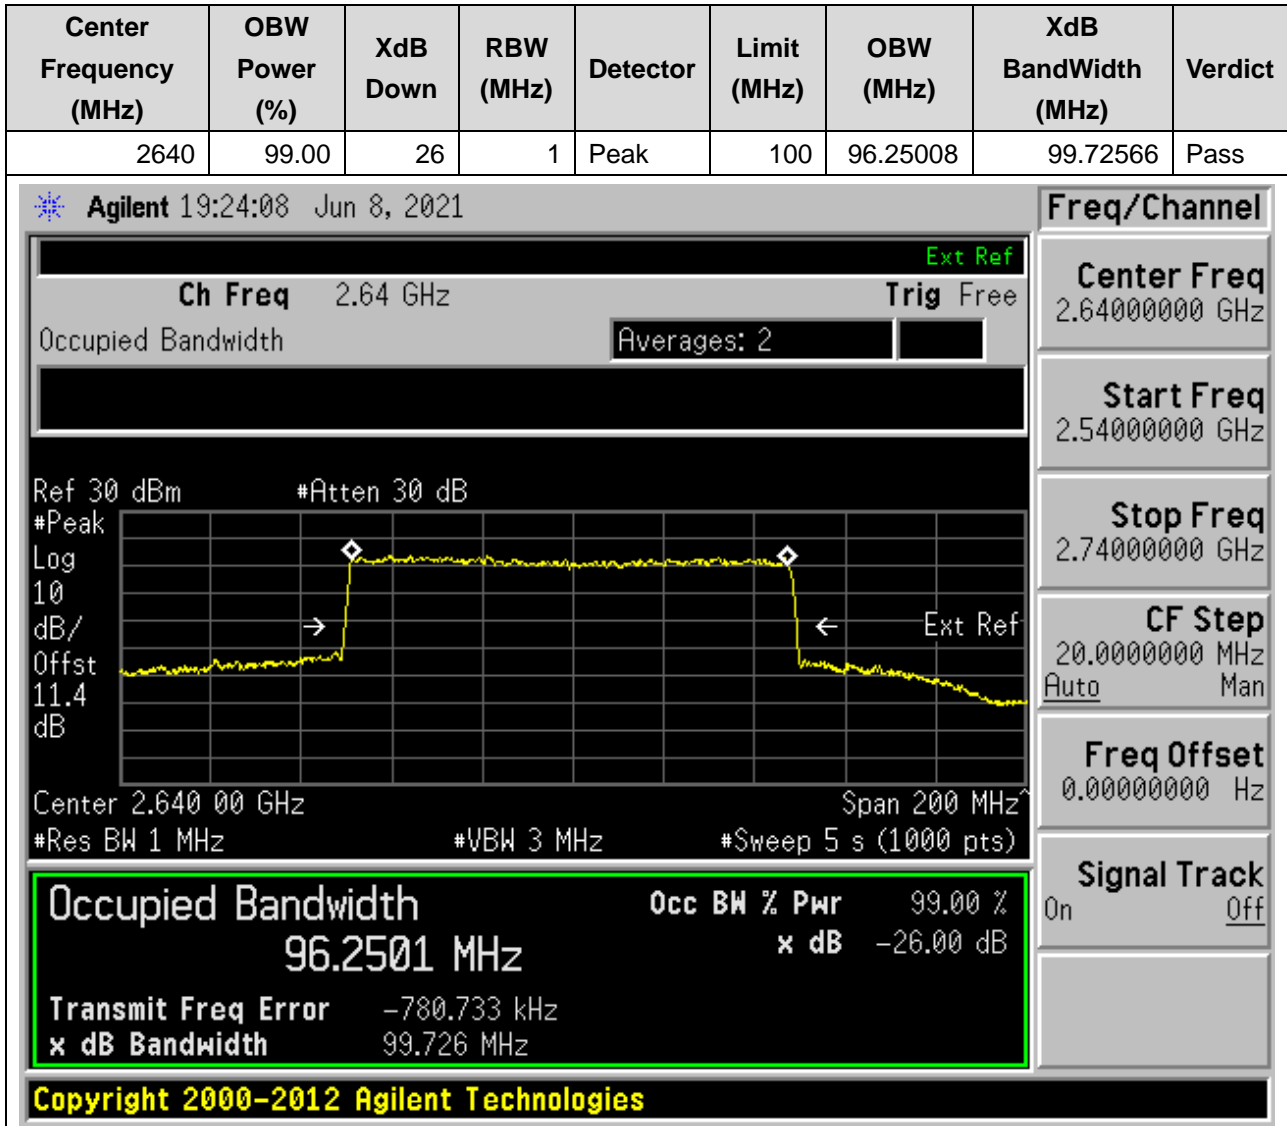 Center Frequency (MHz) OBW Power (%) XdB Down RBW (MHz) Detector Limit (MHz) OBW (MHz) XdB BandWidth (MHz) Verdict
2640 99.00 26 1 Peak 100 96.25008 99.72566 Pass
Agilent 19:24:08 Jun 8, 2021
Freq/Channel
Ext Ref
Ch Freq 2.64 GHz Trig Free
Occupied Bandwidth Averages: 2
Center Freq
2.64000000 GHz
Start Freq
2.54000000 GHz
Stop Freq
2.74000000 GHz
CF Step
20.0000000 MHz
Auto Man
Freq Offset
0.00000000 Hz
Signal Track
On Off
Ref 30 dBm #Atten 30 dB
#Peak
Log
10
dB/
Offst
11.4
dB
Ext Ref
Center 2.640 00 GHz Span 200 MHz^
#Res BW 1 MHz #VBW 3 MHz #Sweep 5 s (1000 pts)
Occupied Bandwidth Occ BW % Pwr 99.00 %
96.2501 MHz x dB -26.00 dB
Transmit Freq Error -780.733 kHz
x dB Bandwidth 99.726 MHz
Copyright 2000-2012 Agilent Technologies